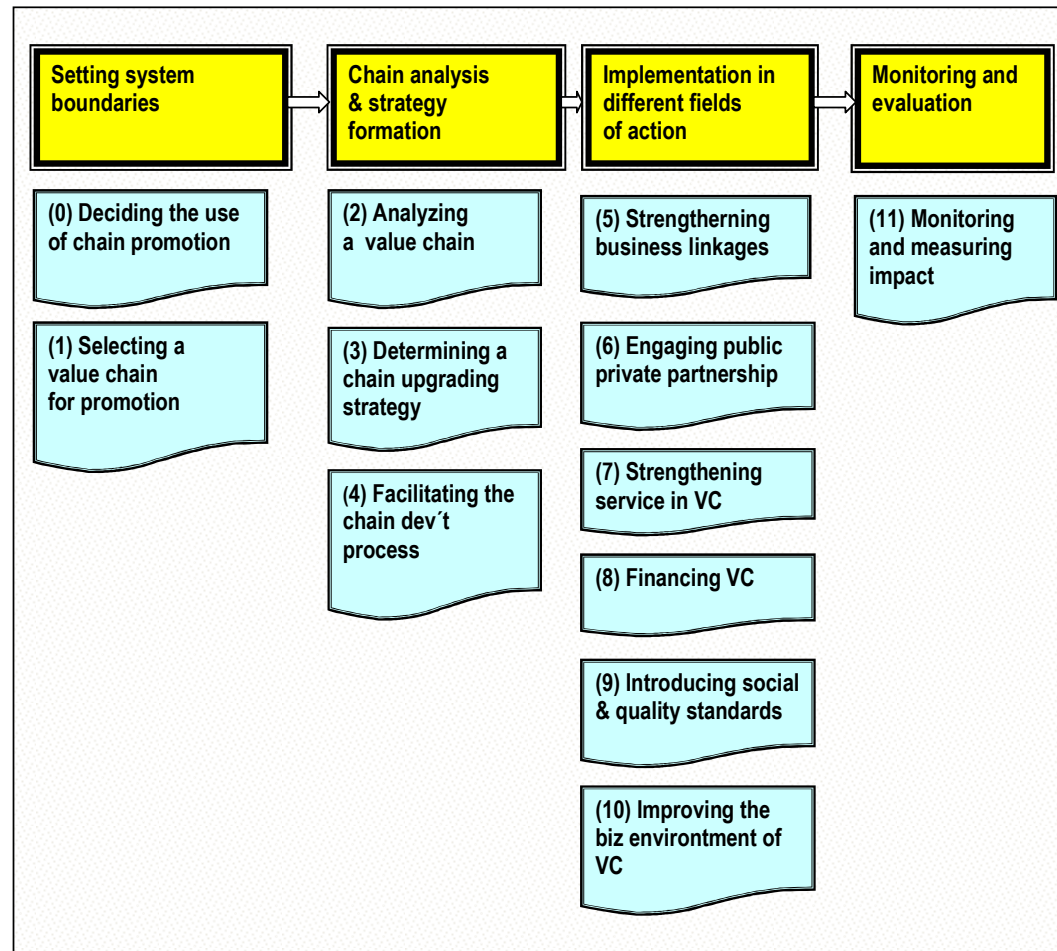 Setting system
boundaries
Chain analysis
& strategy
formation
Implementation in
different fields
of action
Monitoring and
evaluation
(0) Deciding the use
of chain promotion
(1) Selecting a
value chain
for promotion
(2) Analyzing
a value chain
(3) Determining a
chain upgrading
strategy
(4) Facilitating the
chain dev´t
process
(5) Strengtherning
business linkages
(6) Engaging public
private partnership
(7) Strengthening
service in VC
(8) Financing VC
(9) Introducing social
& quality standards
(10) Improving the
biz environtment of
VC
(11) Monitoring
and measuring
impact